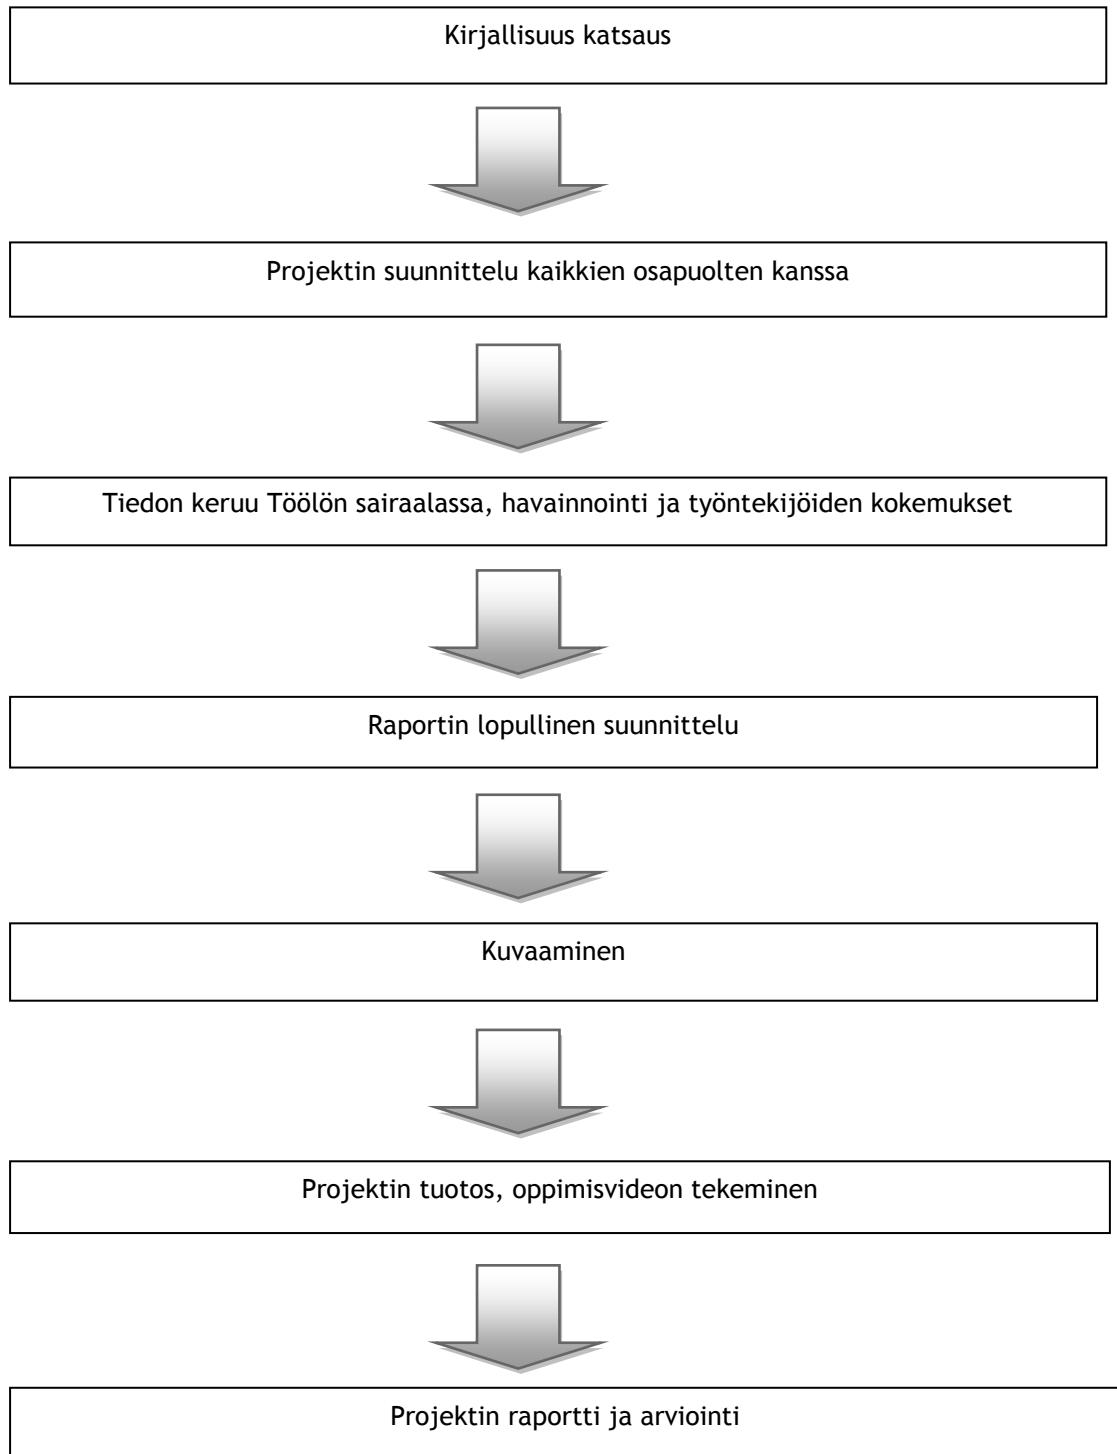 Kirjallisuus katsaus
Projektin suunnittelu kaikkien osapuolten kanssa
Tiedon keruu Töölön sairaalassa, havainnointi ja työntekijöiden kokemukset
Raportin lopullinen suunnittelu
Kuvaaminen
Projektin tuotos, oppimisvideon tekeminen
Projektin raportti ja arviointi